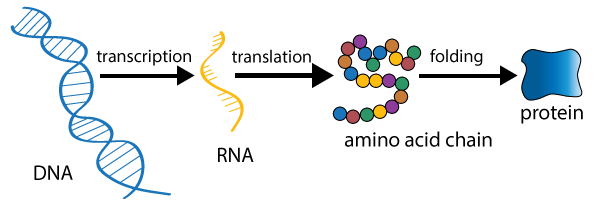 transcription
translation
folding
DNA
RNA
amino acid chain
protein